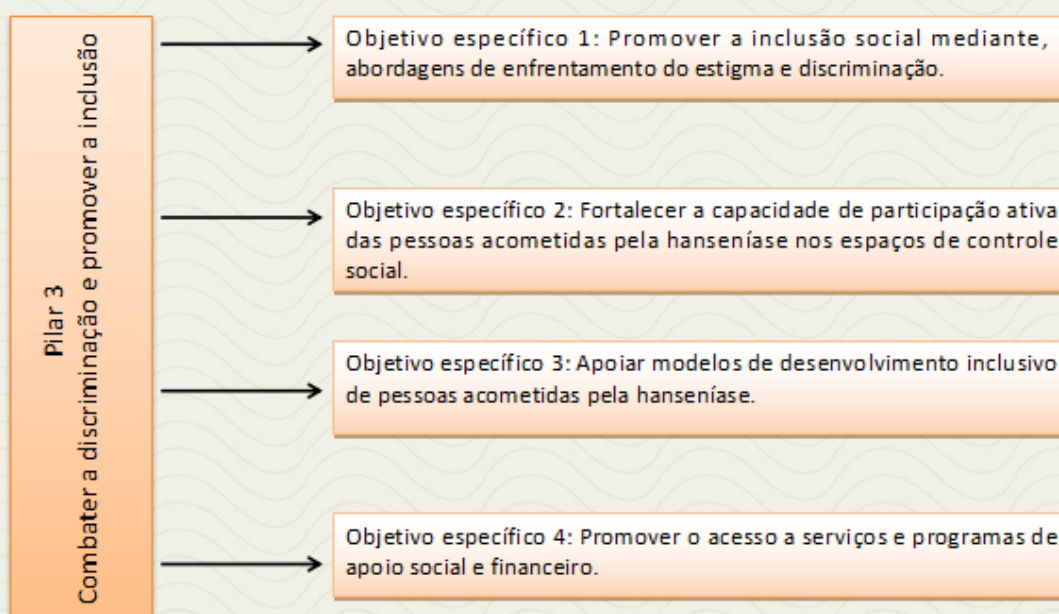 Pilar 3
Combater a discriminação e promover a inclusão
Objetivo específico 1: Promover a inclusão social mediante,
abordagens de enfrentamento do estigma e discriminação.
Objetivo específico 2: Fortalecer a capacidade de participação ativa
das pessoas acometidas pela hanseníase nos espaços de controle
social.
Objetivo específico 3: Apoiar modelos de desenvolvimento inclusivo
de pessoas acometidas pela hanseníase.
Objetivo específico 4: Promover o acesso a serviços e programas de
apoio social e financeiro.